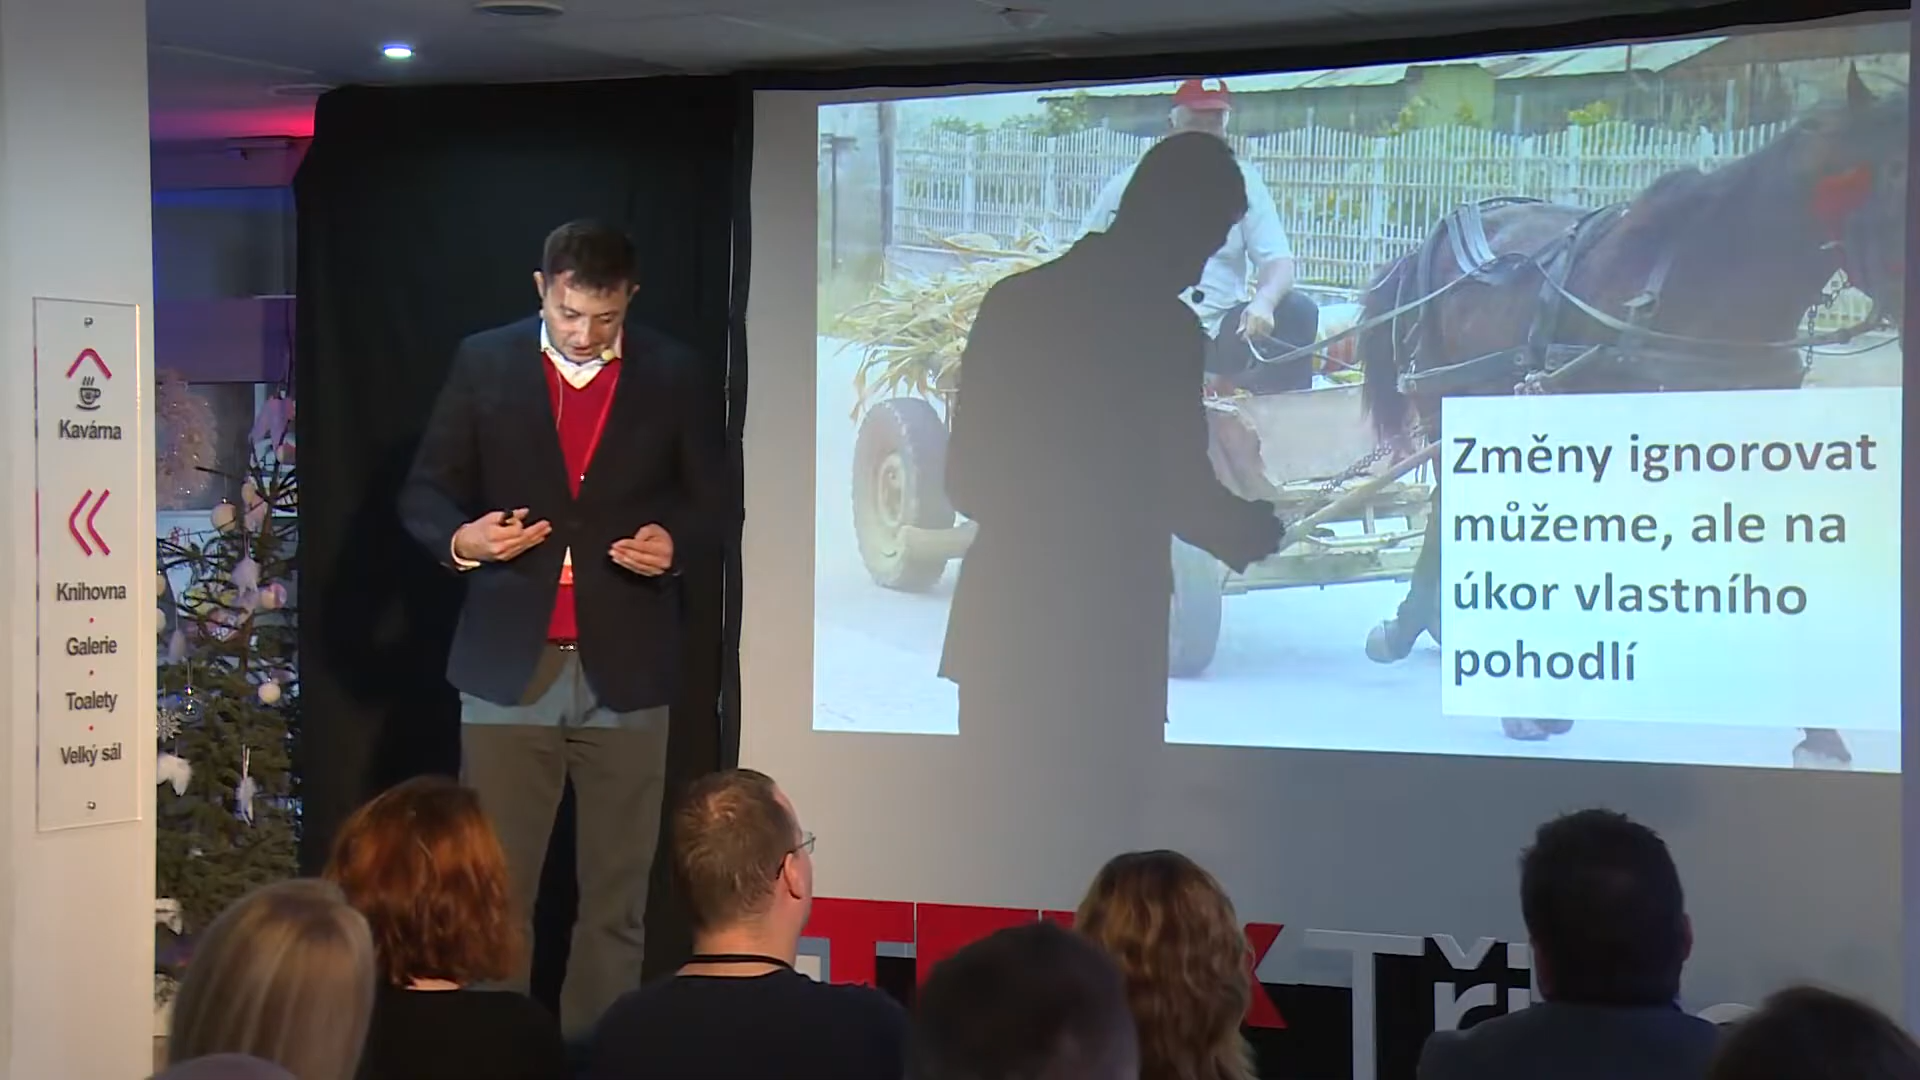 Kavárna
Knihovna
Galerie
Toalety
Velký sál
Změny ignorovat
můžeme, ale na
úkor vlastního
pohodlí